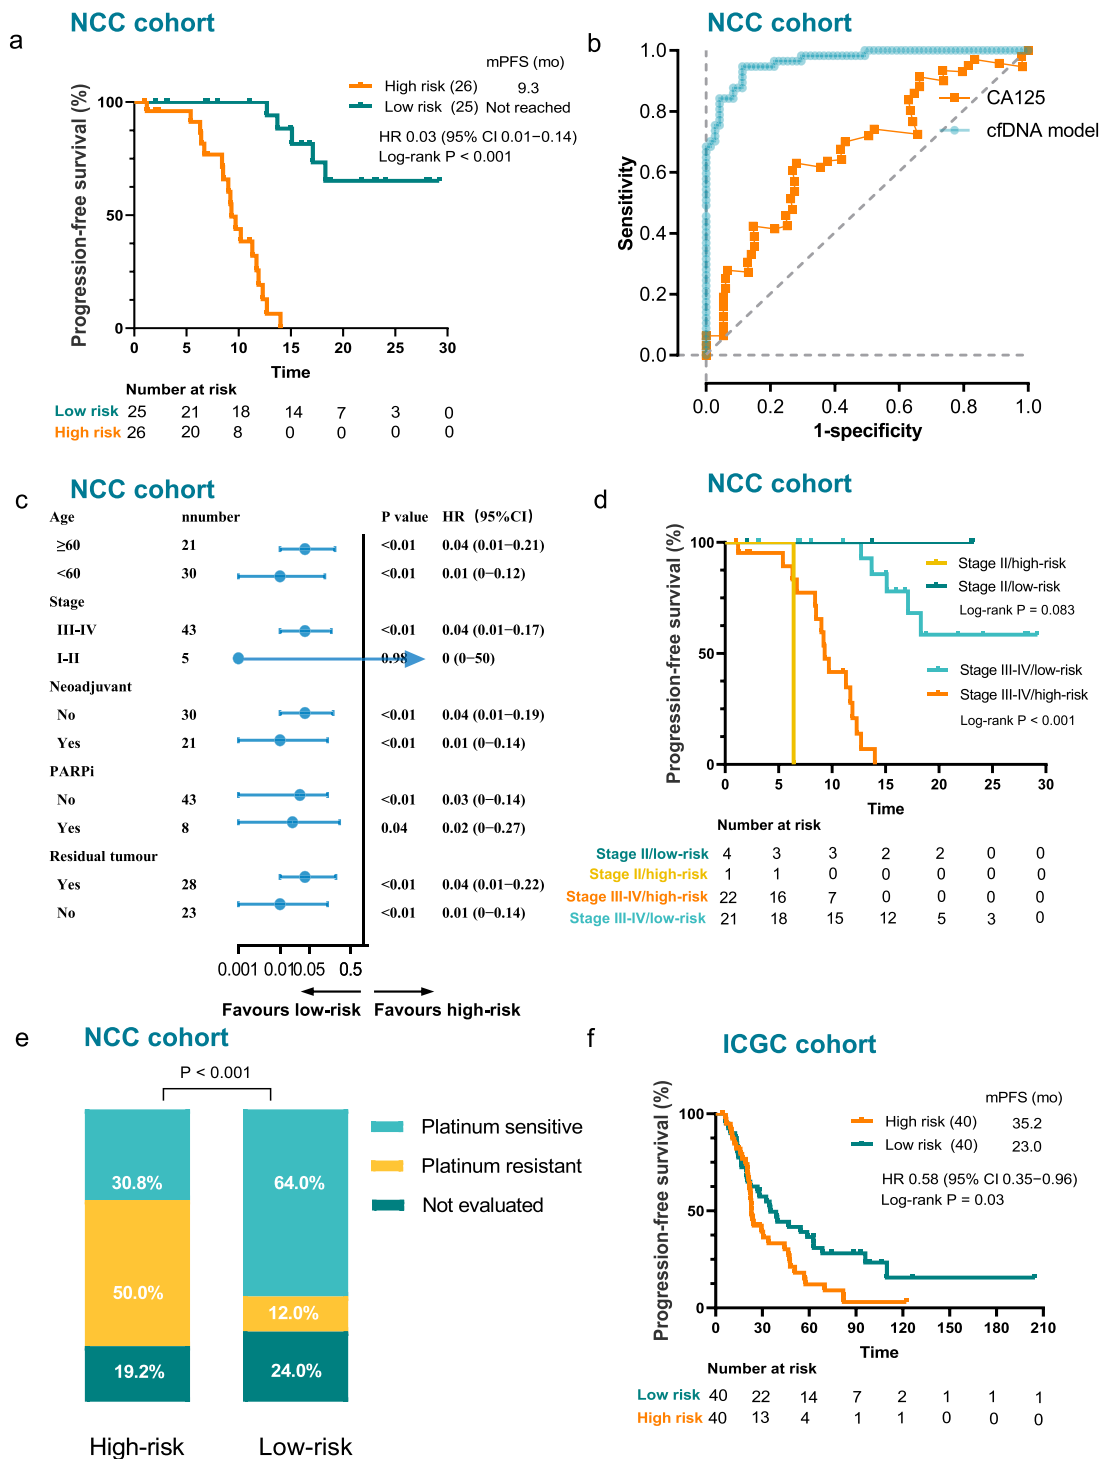 a
NCC cohort
mPFS (mo)
High risk (26) 9.3
Low risk (25) Not reached
HR 0.03 (95% CI 0.01–0.14)
Log-rank P < 0.001
Progression-free survival (%)
100
50
0
0 5 10 15 20 25 30
Time
Number at risk
Low risk 25 21 18 14 7 3 0
High risk 26 20 8 0 0 0 0
b
NCC cohort
Sensitivity
1.0
0.8
0.6
0.4
0.2
0.0
CA125
cfDNA model
0.0 0.2 0.4 0.6 0.8 1.0
1-specificity
c
NCC cohort
Age nnumber P value HR (95%CI)
≥60 21 <0.01 0.04 (0.01–0.21)
<60 30 <0.01 0.01 (0–0.12)
Stage
III-IV 43 <0.01 0.04 (0.01–0.17)
I-II 5 0.98 0 (0–50)
Neoadjuvant
No 30 <0.01 0.04 (0.01–0.19)
Yes 21 <0.01 0.01 (0–0.14)
PARPi
No 43 <0.01 0.03 (0–0.14)
Yes 8 0.04 0.02 (0–0.27)
Residual tumour
Yes 28 <0.01 0.04 (0.01–0.22)
No 23 <0.01 0.01 (0–0.14)
0.001 0.01 0.05 0.5
Favours low-risk Favours high-risk
d
NCC cohort
Progression-free survival (%)
100
50
0
Stage II/high-risk
Stage II/low-risk
Log-rank P = 0.083
Stage III-IV/low-risk
Stage III-IV/high-risk
Log-rank P < 0.001
0 5 10 15 20 25 30
Time
Number at risk
Stage II/low-risk 4 3 3 2 2 0 0
Stage II/high-risk 1 1 0 0 0 0 0
Stage III-IV/high-risk 22 16 7 0 0 0 0
Stage III-IV/low-risk 21 18 15 12 5 3 0
e
NCC cohort
P < 0.001
30.8%
50.0%
19.2%
64.0%
12.0%
24.0%
Platinum sensitive
Platinum resistant
Not evaluated
High-risk Low-risk
f
ICGC cohort
mPFS (mo)
High risk (40) 35.2
Low risk (40) 23.0
HR 0.58 (95% CI 0.35–0.96)
Log-rank P = 0.03
Progression-free survival (%)
100
50
0
0 30 60 90 120 150 180 210
Time
Number at risk
Low risk 40 22 14 7 2 1 1 1
High risk 40 13 4 1 1 0 0 0